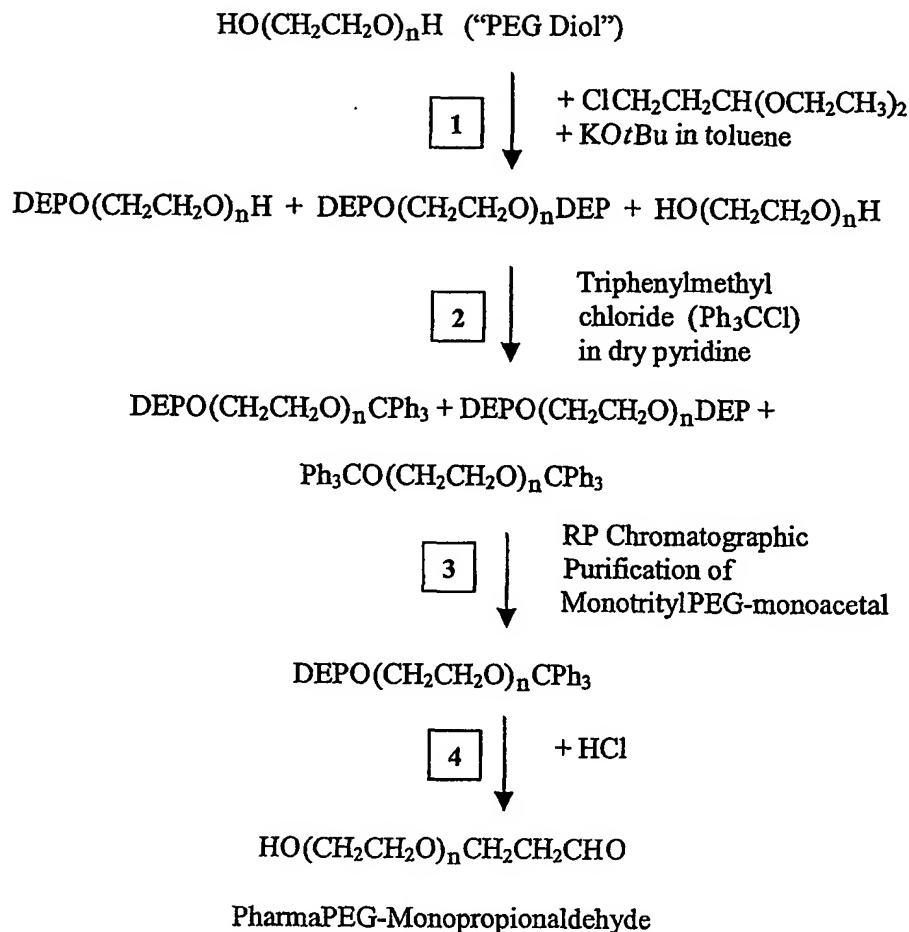 HO(CH₂CH₂O)ₙH ("PEG Diol")
1
+ ClCH₂CH₂CH(OCH₂CH₃)₂
+ KOtBu in toluene
DEPO(CH₂CH₂O)ₙH + DEPO(CH₂CH₂O)ₙDEP + HO(CH₂CH₂O)ₙH
2
Triphenylmethyl
chloride (Ph₃CCl)
in dry pyridine
DEPO(CH₂CH₂O)ₙCPh₃ + DEPO(CH₂CH₂O)ₙDEP +
Ph₃CO(CH₂CH₂O)ₙCPh₃
3
RP Chromatographic
Purification of
MonotritylPEG-monoacetal
DEPO(CH₂CH₂O)ₙCPh₃
4
+ HCl
HO(CH₂CH₂O)ₙCH₂CH₂CHO
PharmaPEG-Monopropionaldehyde